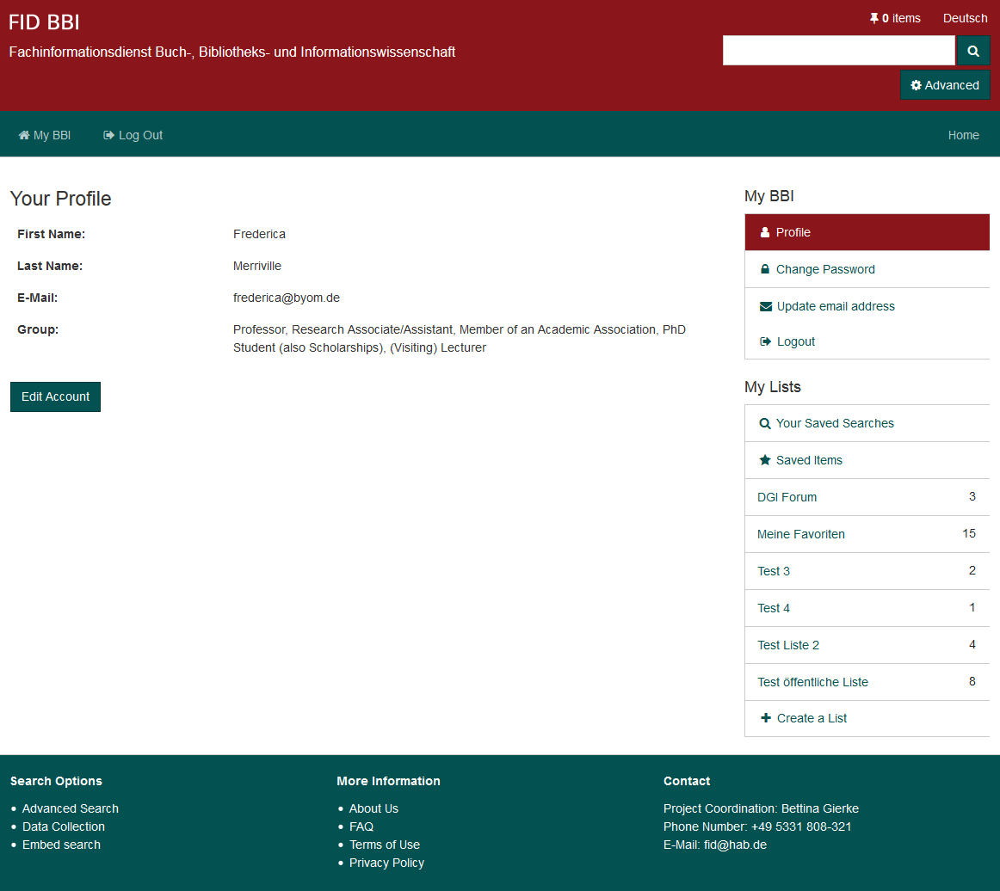 FID BBI
0 items Deutsch
Fachinformationsdienst Buch-, Bibliotheks- und Informationswissenschaft
Advanced
My BBI Log Out Home
Your Profile
First Name: Frederica
Last Name: Merriville
E-Mail: frederica@byom.de
Group: Professor, Research Associate/Assistant, Member of an Academic Association, PhD
Student (also Scholarships), (Visiting) Lecturer
Edit Account
My BBI
Profile
Change Password
Update email address
Logout
My Lists
Your Saved Searches
Saved Items
DGI Forum 3
Meine Favoriten 15
Test 3 2
Test 4 1
Test Liste 2 4
Test öffentliche Liste 8
Create a List
Search Options
Advanced Search
Data Collection
Embed search
More Information
About Us
FAQ
Terms of Use
Privacy Policy
Contact
Project Coordination: Bettina Gierke
Phone Number: +49 5331 808-321
E-Mail: fid@hab.de